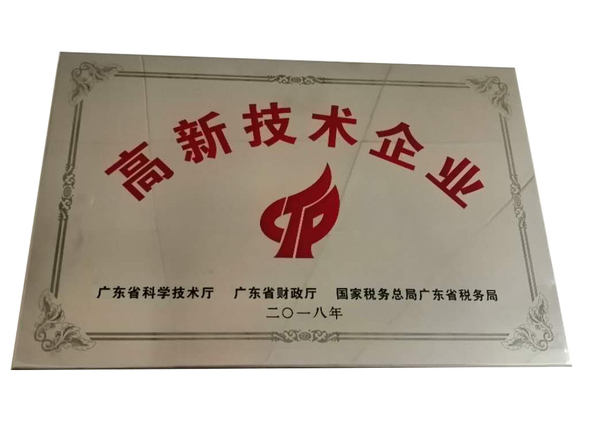 高新技术企业
广东省科学技术厅 广东省财政厅 国家税务总局广东省税务局
二〇一八年